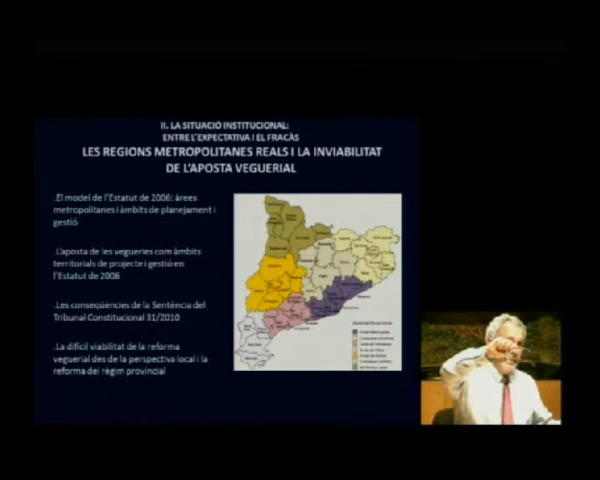 II. LA SITUACIÓ INSTITUCIONAL:
ENTRE L'EXPECTATIVA I EL FRACÀS
LES REGIONS METROPOLITANES REALS I LA INVIABILITAT
DE L'APOSTA VEGUERIAL
.El model de l'Estatut de 2006: àrees
metropolitanes i àmbits de planejament i
gestió
.L'aposta de les vegueries com àmbits
territorials de projecte i gestió en
l'Estatut de 2006
.Les conseqüències de la Sentència del
Tribunal Constitucional 31/2010
.La difícil viabilitat de la reforma
veguerial des de la perspectiva local i la
reforma del règim provincial